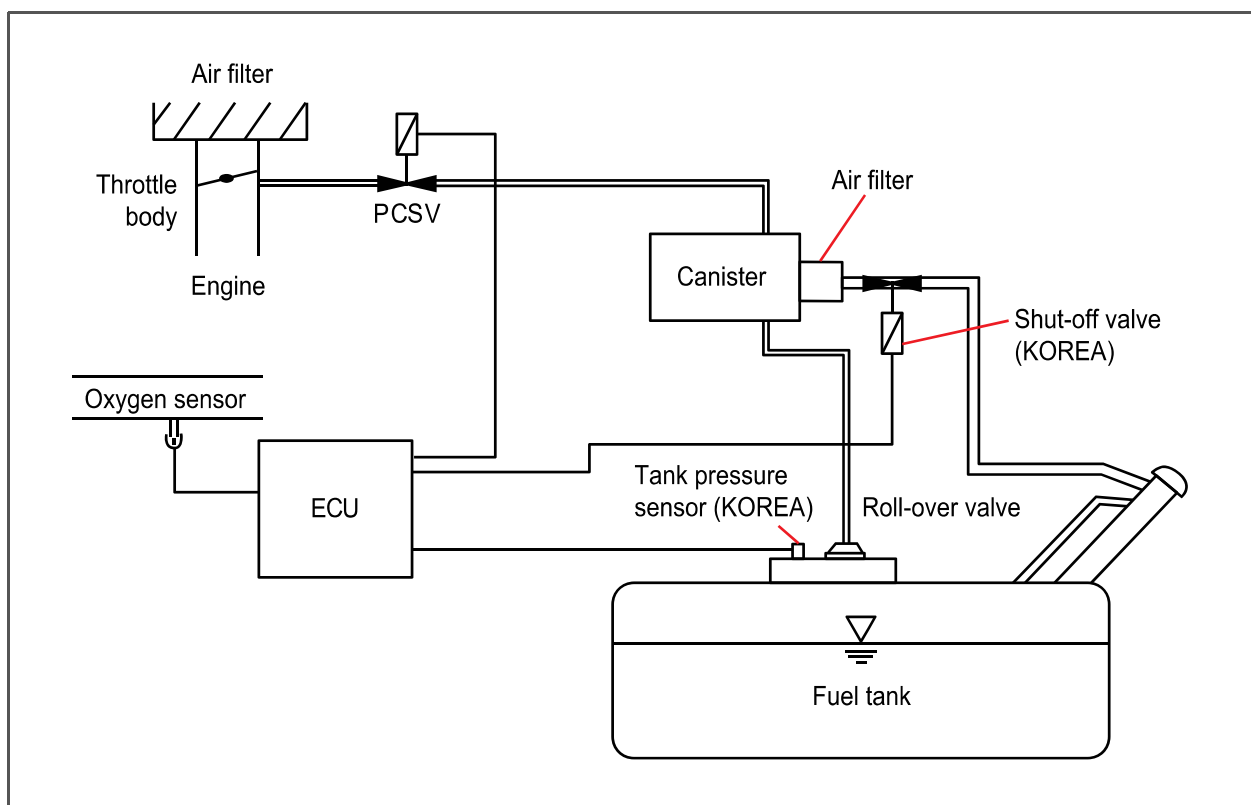 Air filter
Throttle
body
PCSV
Engine
Air filter
Canister
Shut-off valve
(KOREA)
Oxygen sensor
ECU
Tank pressure
sensor (KOREA)
Roll-over valve
Fuel tank